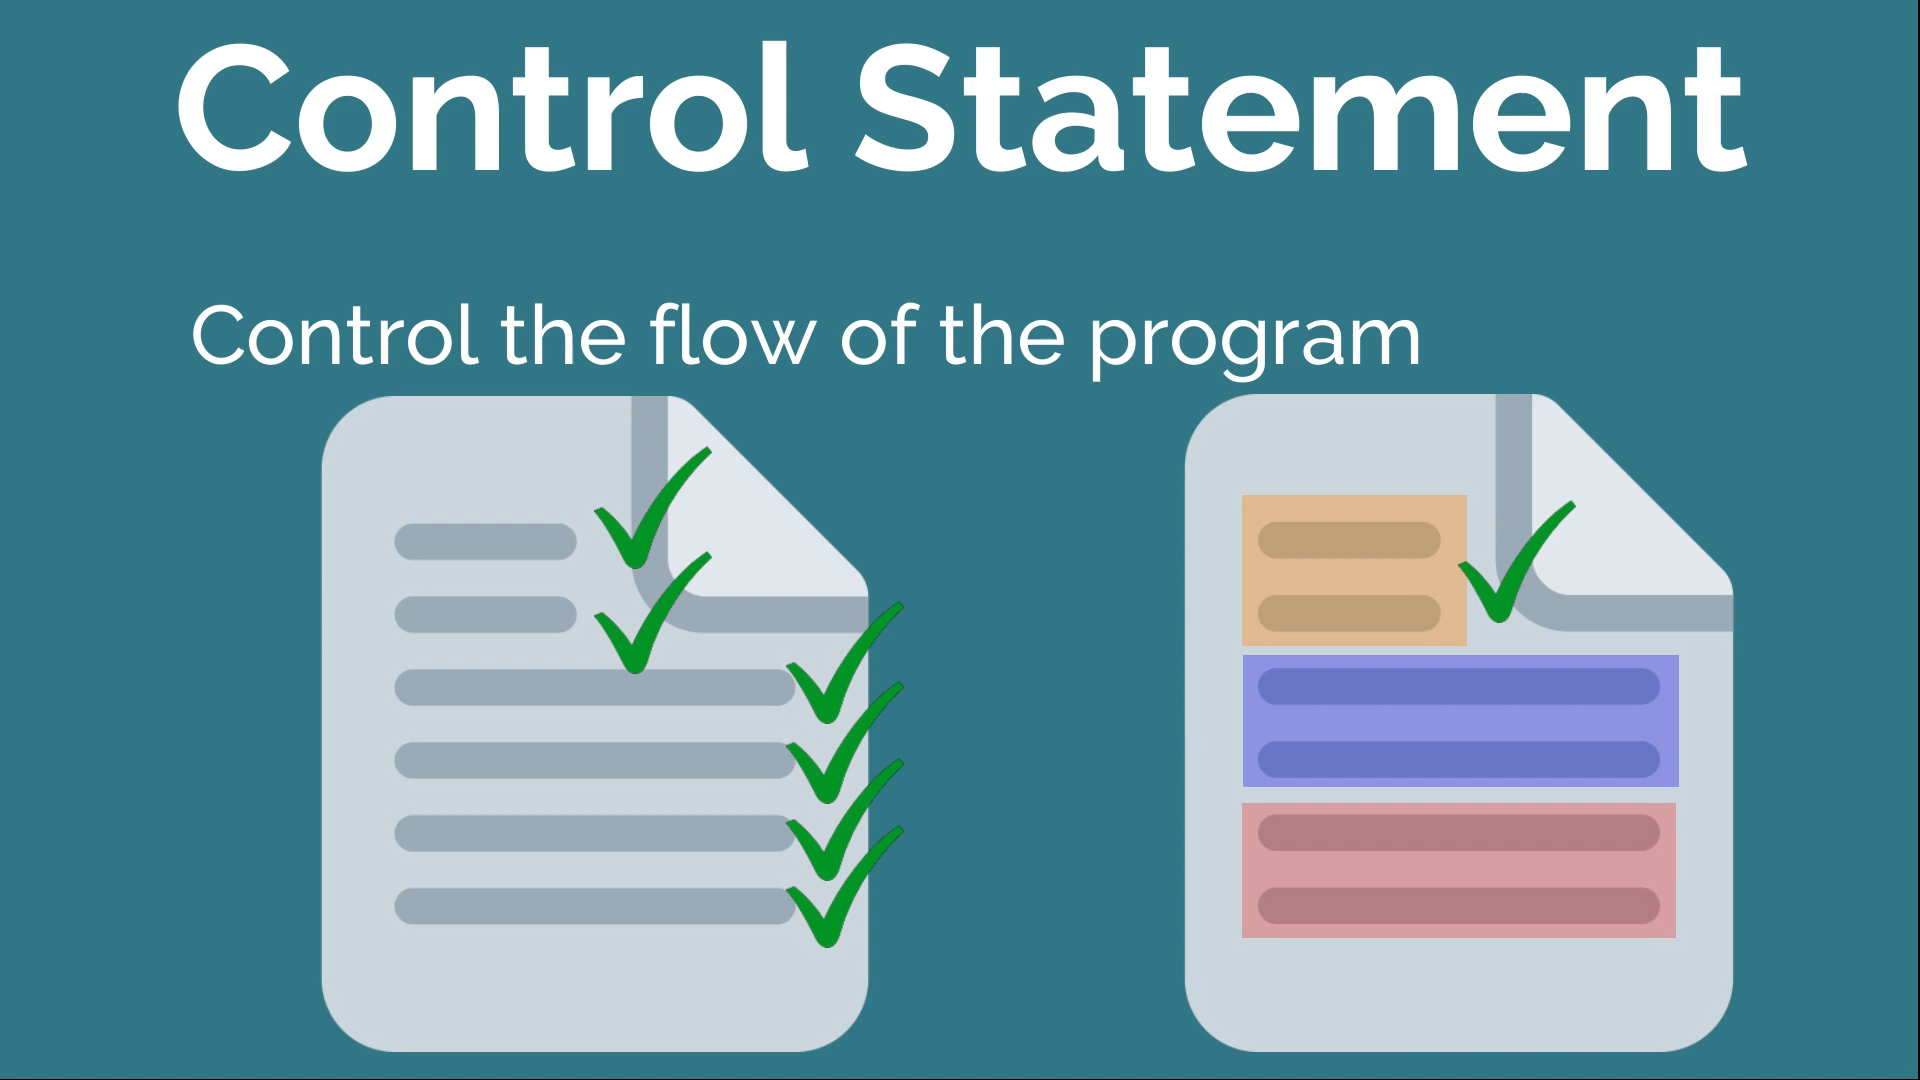 Control Statement
Control the flow of the program